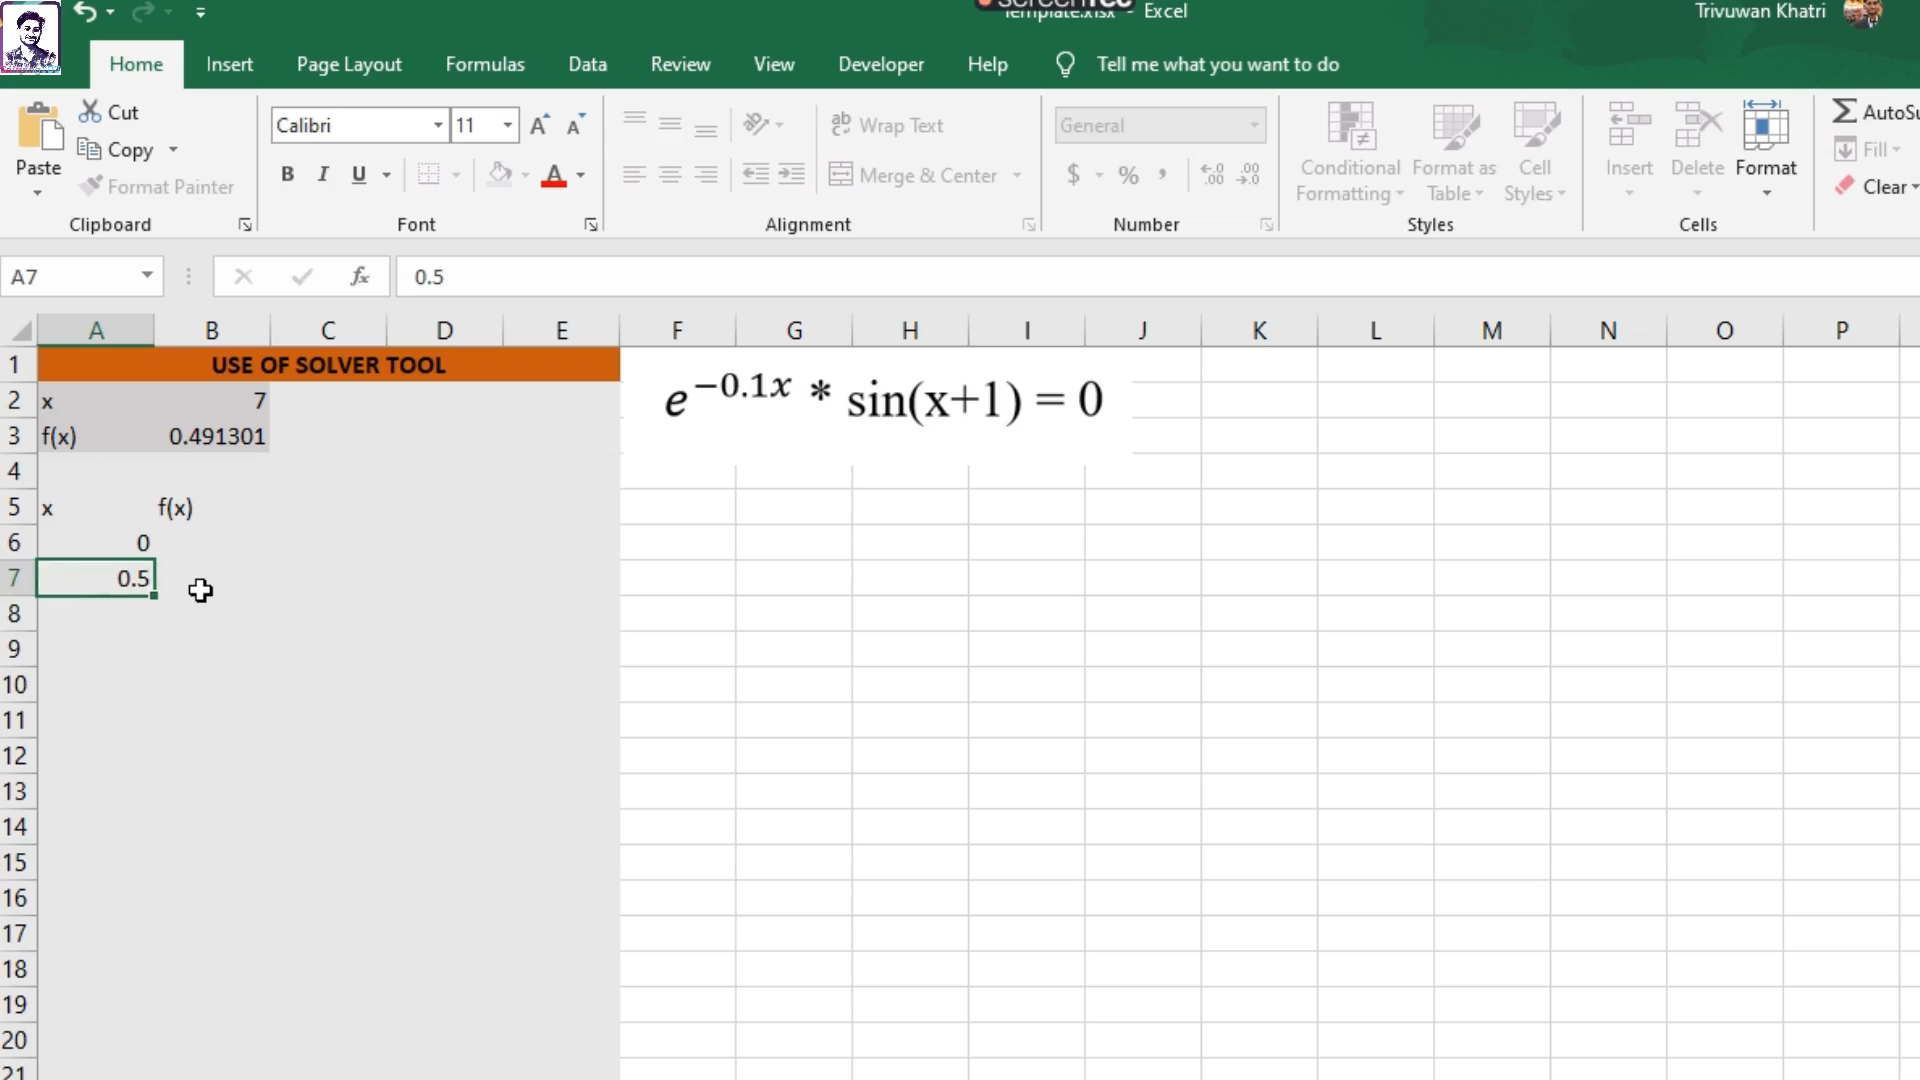 Template.xlsx - Excel
Trivuwan Khatri
Home Insert Page Layout Formulas Data Review View Developer Help Tell me what you want to do
Paste
Cut
Copy
Format Painter
Clipboard
Calibri 11
B I U A
Font
Wrap Text
Merge & Center
Alignment
General
$ % ,
Number
Conditional Formatting
Format as Table
Cell Styles
Styles
Insert Delete Format
Cells
Fill
Clear
A7 fx 0.5
A B C D E F G H I J K L M N O P
1 USE OF SOLVER TOOL
2 x 7
3 f(x) 0.491301
e^−0.1x * sin(x+1) = 0
4
5 x f(x)
6 0
7 0.5
8
9
10
11
12
13
14
15
16
17
18
19
20
21